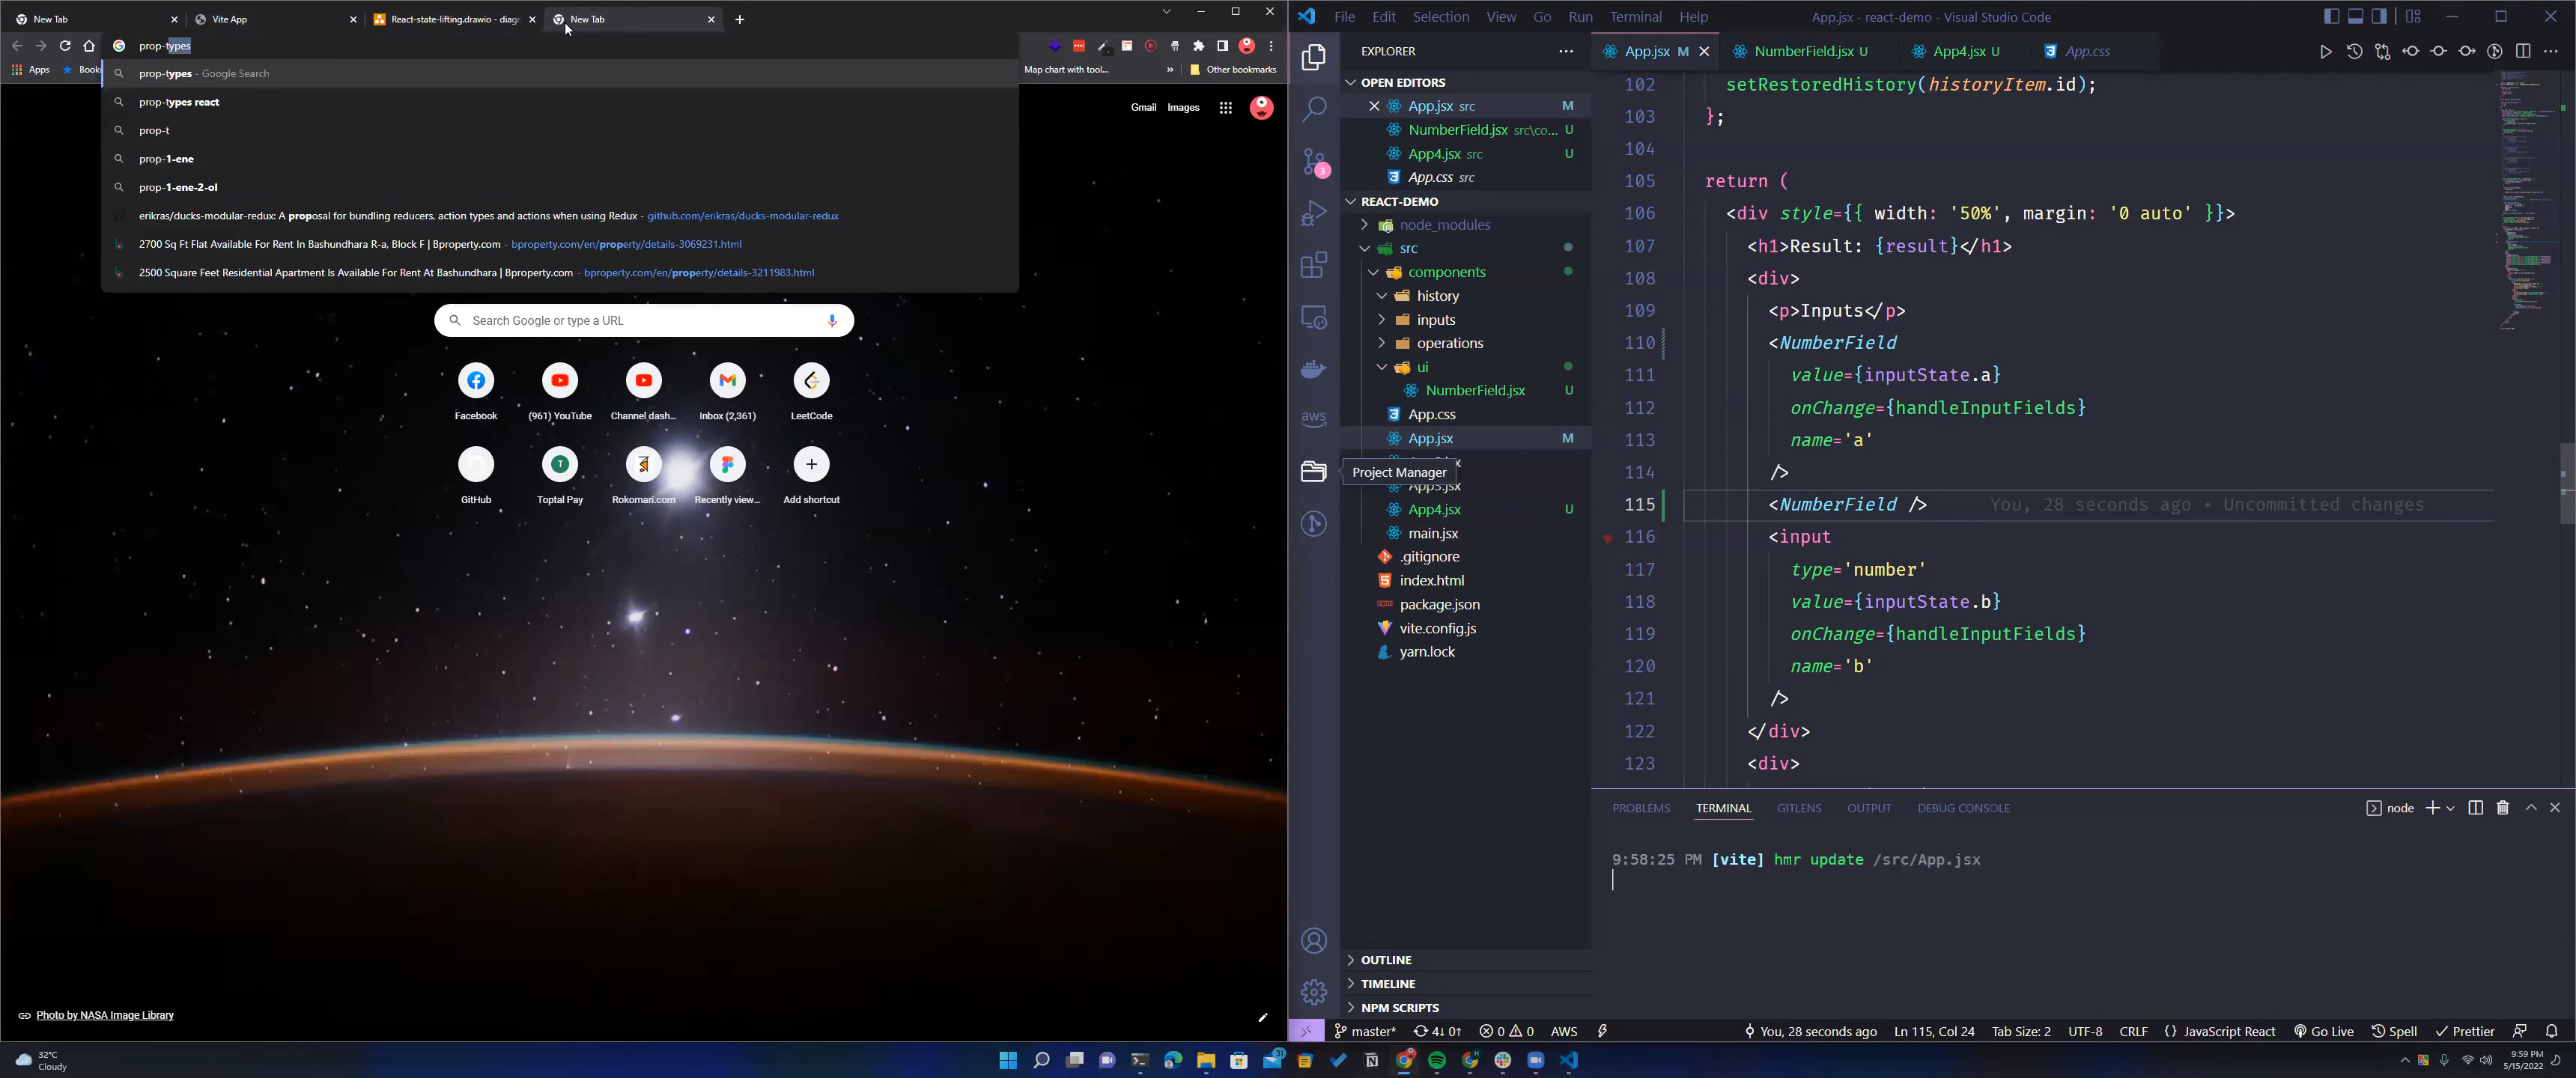 New Tab
Vite App
React-state-lifting.drawio - diagr
New Tab
prop-types
Apps
Book
Map chart with tool...
»
Other bookmarks
prop-types - Google Search
prop-types react
prop-t
prop-1-ene
prop-1-ene-2-ol
erikras/ducks-modular-redux: A proposal for bundling reducers, action types and actions when using Redux - github.com/erikras/ducks-modular-redux
2700 Sq Ft Flat Available For Rent In Bashundhara R-a, Block F | Bproperty.com - bproperty.com/en/property/details-3069231.html
2500 Square Feet Residential Apartment Is Available For Rent At Bashundhara | Bproperty.com - bproperty.com/en/property/details-3211983.html
Gmail Images
Search Google or type a URL
Facebook
(961) YouTube
Channel dash...
Inbox (2,361)
LeetCode
T
GitHub
Toptal Pay
Rokomari.com
Recently view...
Add shortcut
Photo by NASA Image Library
File Edit Selection View Go Run Terminal Help
App.jsx - react-demo - Visual Studio Code
EXPLORER
OPEN EDITORS
App.jsx src M
NumberField.jsx src\co... U
App4.jsx src U
App.css src
REACT-DEMO
node_modules
src
components
history
inputs
operations
ui
NumberField.jsx U
App.css
App.jsx M
Project Manager
App4.jsx U
main.jsx
.gitignore
index.html
package.json
vite.config.js
yarn.lock
OUTLINE
TIMELINE
NPM SCRIPTS
3
aws
App.jsx M
NumberField.jsx U
App4.jsx U
App.css
102 setRestoredHistory(historyItem.id);
103 };
104
105 return (
106 <div style={{ width: '50%', margin: '0 auto' }}>
107 <h1>Result: {result}</h1>
108 <div>
109 <p>Inputs</p>
110 <NumberField
111 value={inputState.a}
112 onChange={handleInputFields}
113 name='a'
114 />
115 <NumberField /> You, 28 seconds ago • Uncommitted changes
116 <input
117 type='number'
118 value={inputState.b}
119 onChange={handleInputFields}
120 name='b'
121 />
122 </div>
123 <div>
PROBLEMS TERMINAL GITLENS OUTPUT DEBUG CONSOLE
node
9:58:25 PM [vite] hmr update /src/App.jsx
master* 4↓ 0↑ 0 0 AWS
You, 28 seconds ago Ln 115, Col 24 Tab Size: 2 UTF-8 CRLF {} JavaScript React Go Live Spell Prettier
32°C
Cloudy
31
9:59 PM
5/15/2022